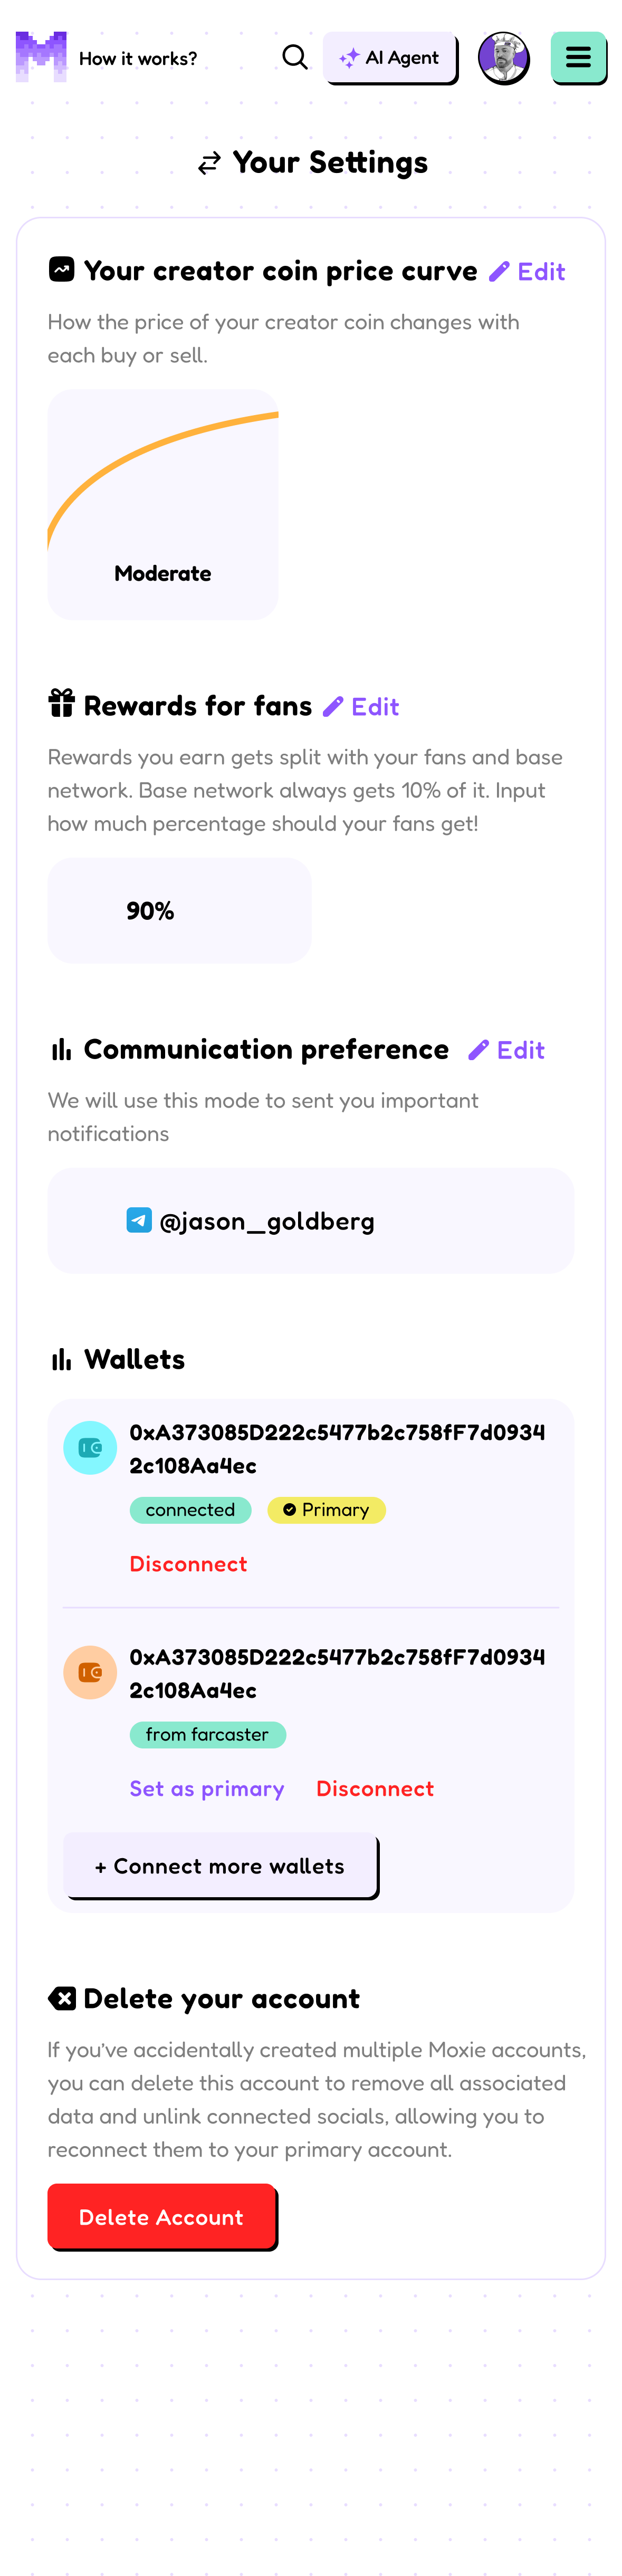 How it works?
AI Agent
Your Settings
Your creator coin price curve
Edit
How the price of your creator coin changes with
each buy or sell.
Moderate
Rewards for fans
Edit
Rewards you earn gets split with your fans and base
network. Base network always gets 10% of it. Input
how much percentage should your fans get!
90%
Communication preference
Edit
We will use this mode to sent you important
notifications
@jason_goldberg
Wallets
0xA373085D222c5477b2c758fF7d0934
2c108Aa4ec
connected
Primary
Disconnect
0xA373085D222c5477b2c758fF7d0934
2c108Aa4ec
from farcaster
Set as primary
Disconnect
+ Connect more wallets
Delete your account
If you’ve accidentally created multiple Moxie accounts,
you can delete this account to remove all associated
data and unlink connected socials, allowing you to
reconnect them to your primary account.
Delete Account